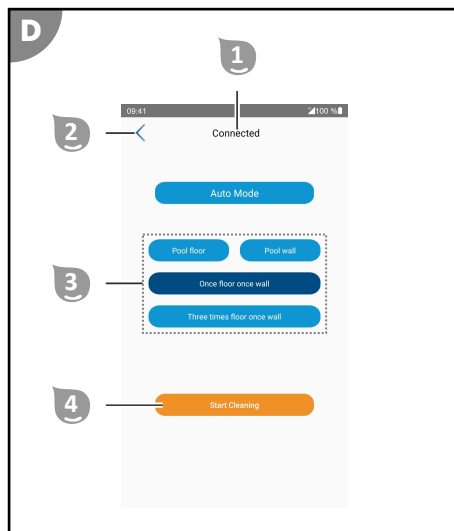 D
1
09:41 100 %
2
Connected
Auto Mode
Pool floor Pool wall
3
Once floor once wall
Three times floor once wall
4
Start Cleaning